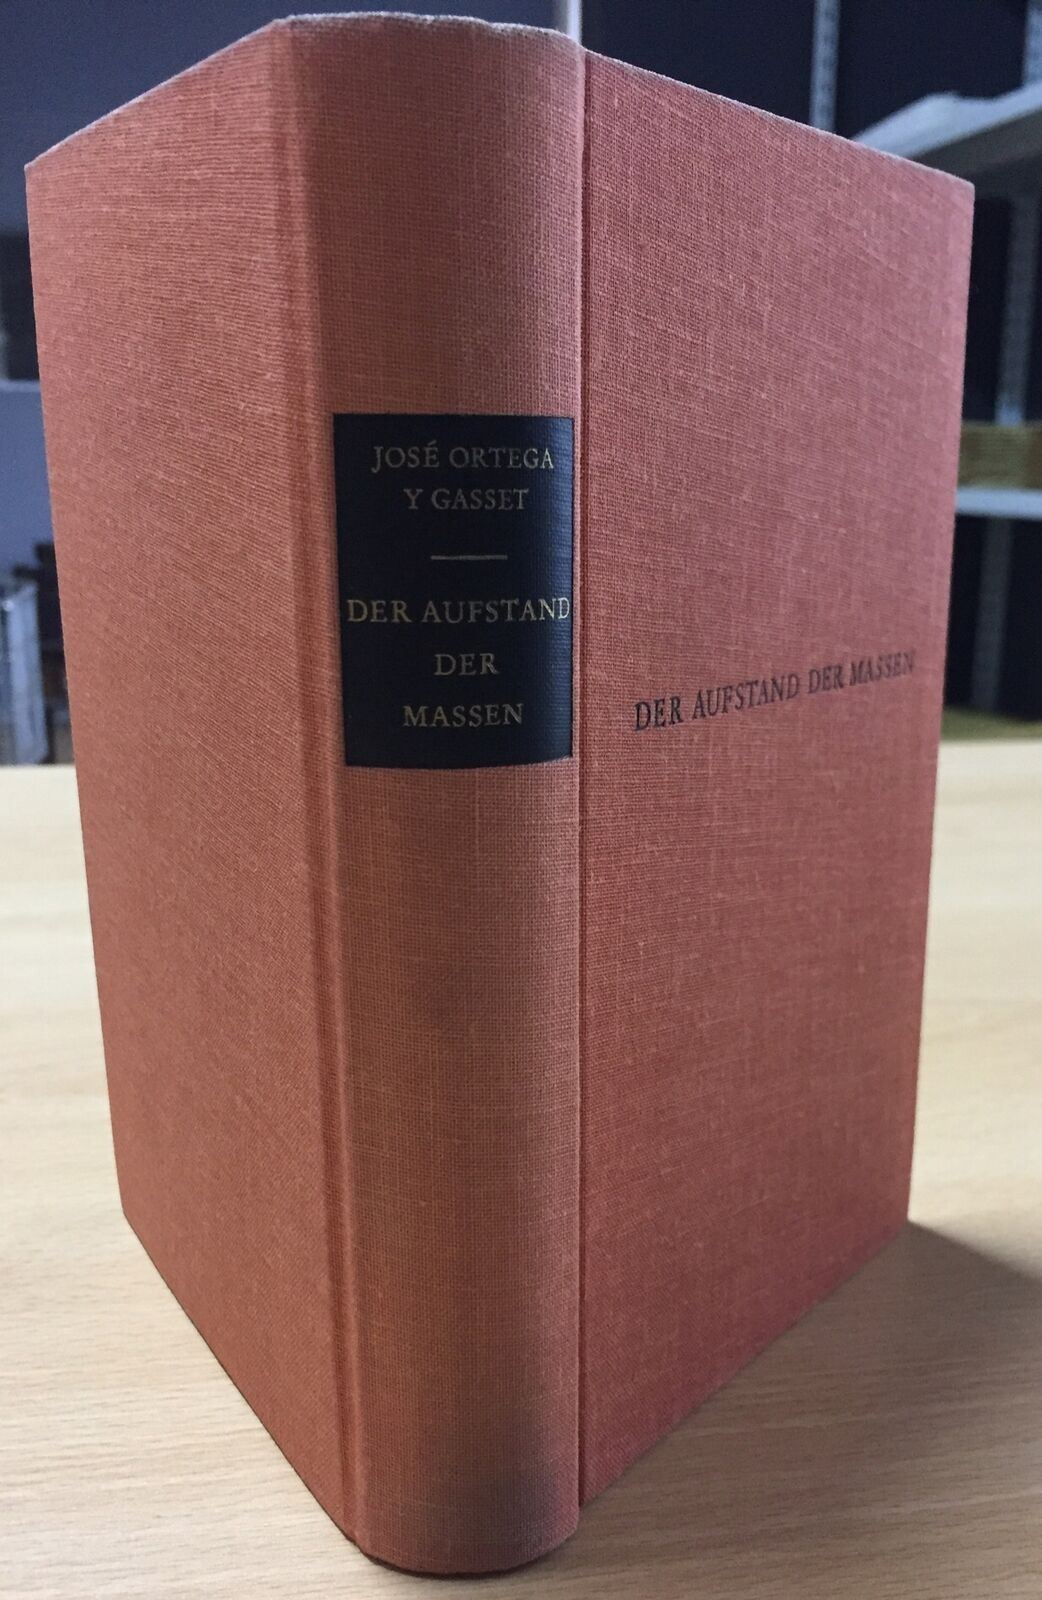 JOSÉ ORTEGA
Y GASSET
DER AUFSTAND
DER
MASSEN
DER AUFSTAND DER MASSEN